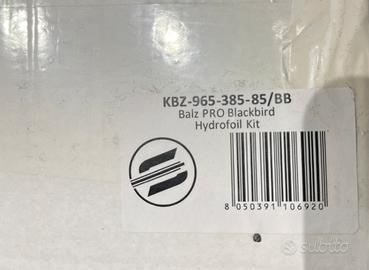 KBZ-965-385-85/BB
Balz PRO Blackbird
Hydrofoil Kit
8 050391 106920
subito